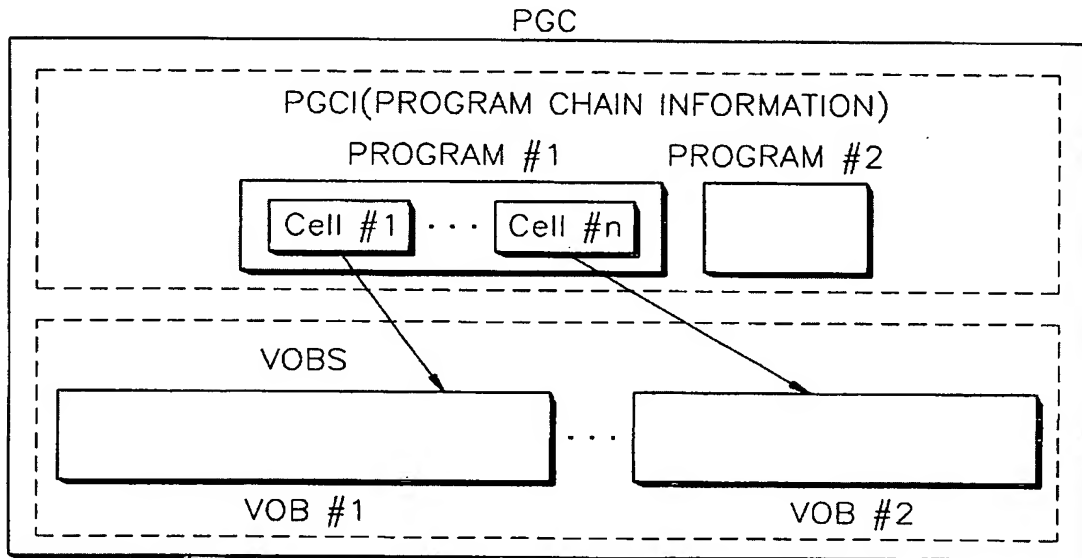 PGC
PGCI(PROGRAM CHAIN INFORMATION)
PROGRAM #1 PROGRAM #2
Cell #1 ··· Cell #n
VOBS
···
VOB #1 VOB #2